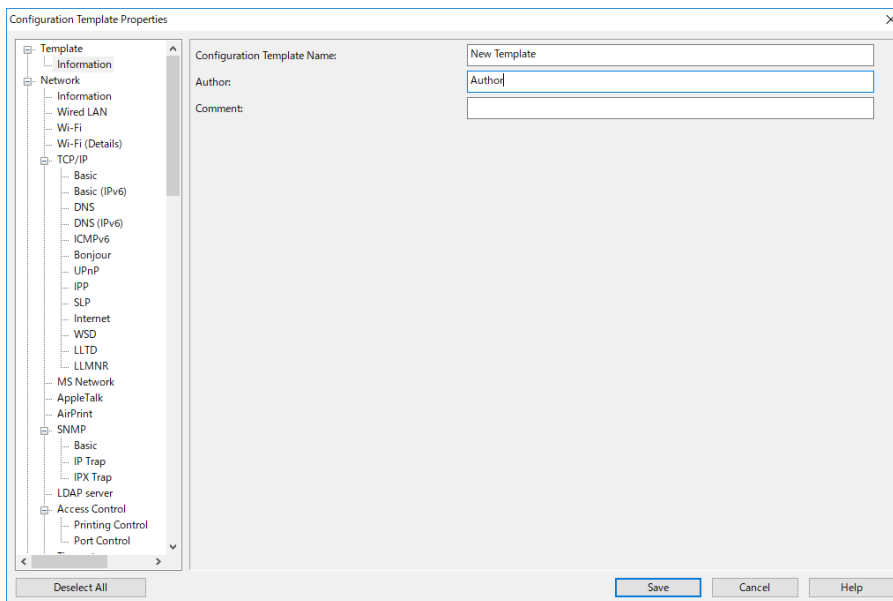 Configuration Template Properties
Template
Information
Network
Information
Wired LAN
Wi-Fi
Wi-Fi (Details)
TCP/IP
Basic
Basic (IPv6)
DNS
DNS (IPv6)
ICMPv6
Bonjour
UPnP
IPP
SLP
Internet
WSD
LLTD
LLMNR
MS Network
AppleTalk
AirPrint
SNMP
Basic
IP Trap
IPX Trap
LDAP server
Access Control
Printing Control
Port Control
Configuration Template Name: New Template
Author: Author
Comment:
Deselect All Save Cancel Help